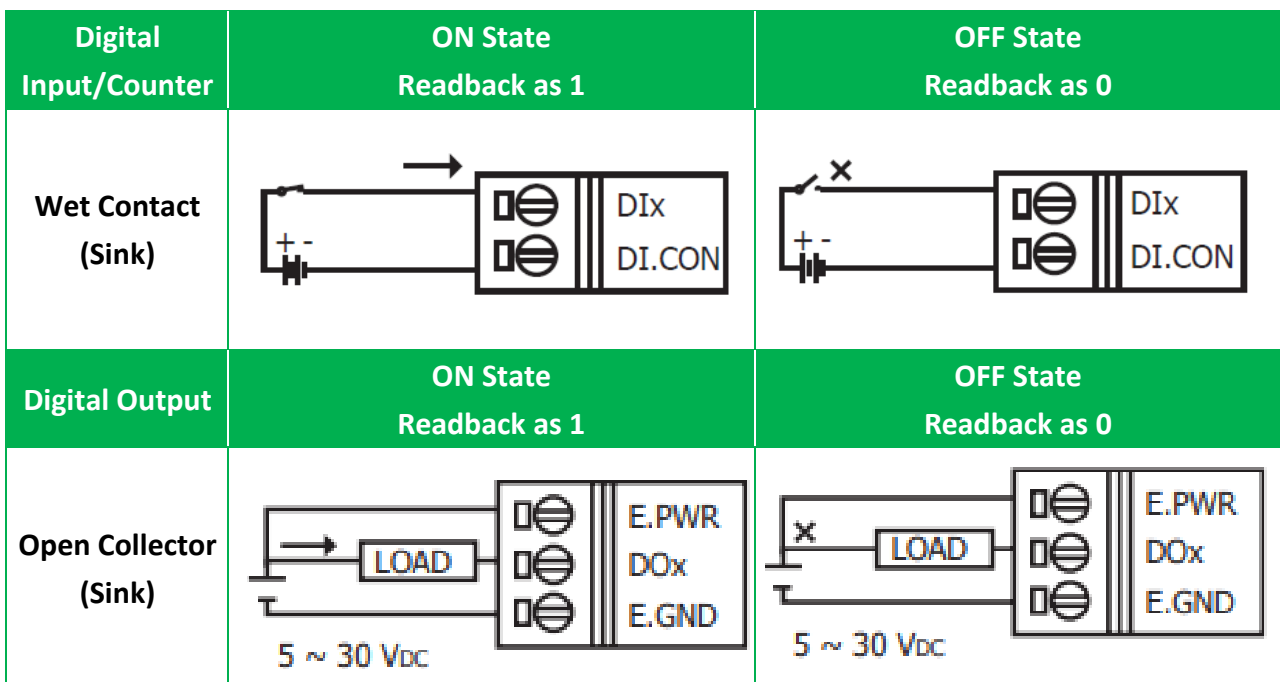 Digital
Input/Counter
ON State
Readback as 1
OFF State
Readback as 0
Wet Contact
(Sink)
+ -
DIx
DI.CON
+ -
DIx
DI.CON
Digital Output
ON State
Readback as 1
OFF State
Readback as 0
Open Collector
(Sink)
LOAD
E.PWR
DOx
E.GND
5 ~ 30 VDC
LOAD
E.PWR
DOx
E.GND
5 ~ 30 VDC